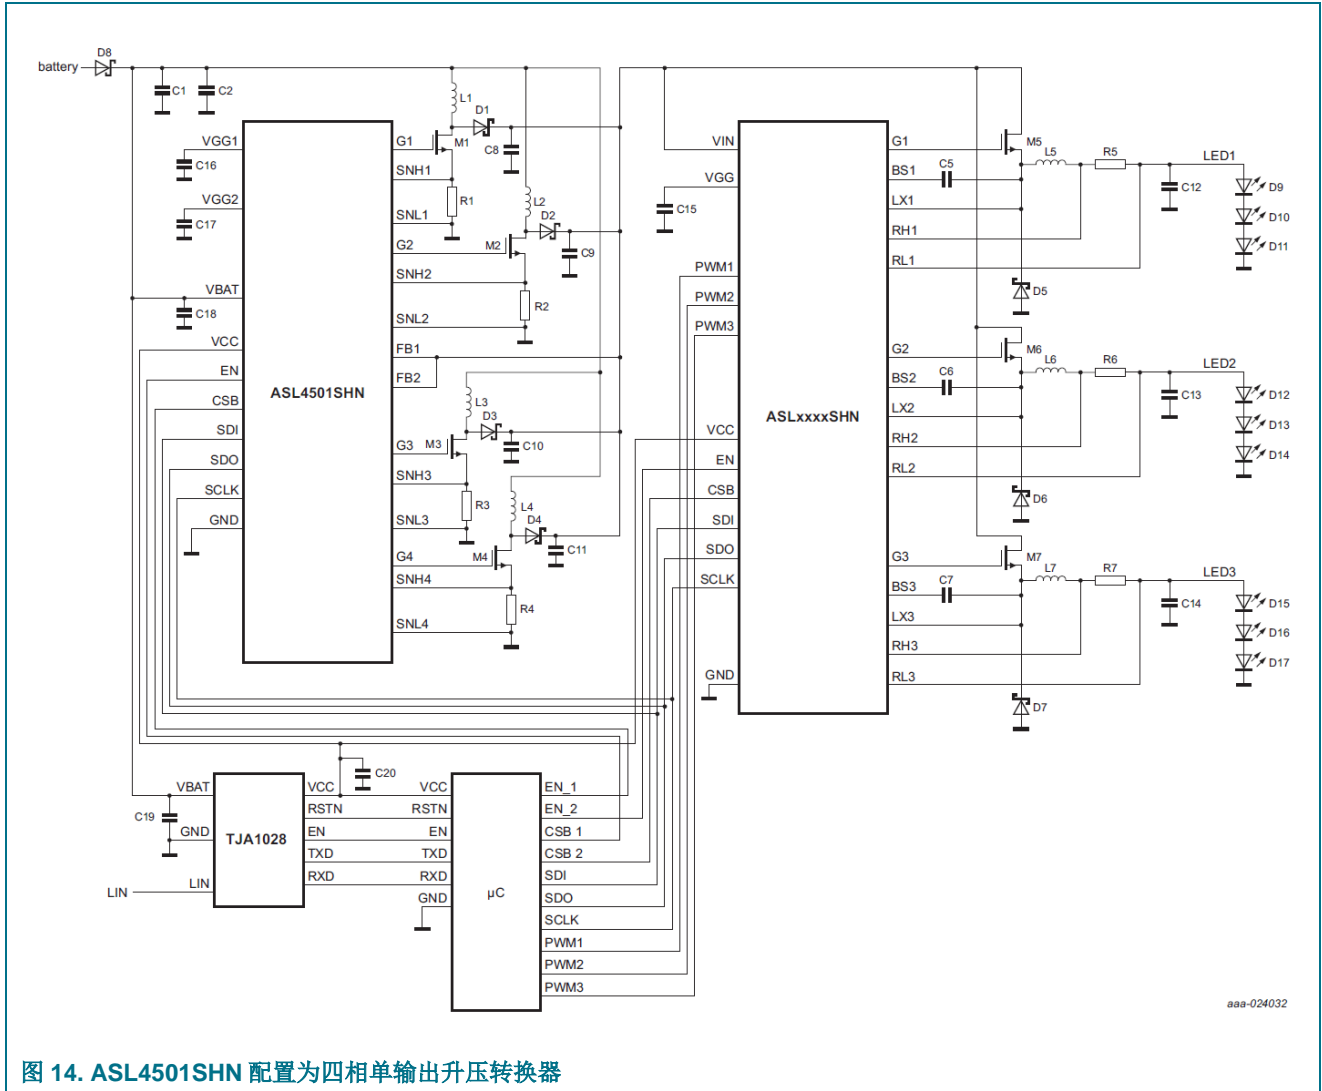 battery
D8
C1
C2
L1
D1
M1
C8
R1
L2
D2
M2
C9
R2
VGG1
C16
VGG2
C17
VBAT
C18
VCC
EN
CSB
SDI
SDO
SCLK
GND
ASL4501SHN
G1
SNH1
SNL1
G2
SNH2
SNL2
FB1
FB2
G3
SNH3
SNL3
G4
SNH4
SNL4
L3
D3
M3
C10
R3
L4
D4
M4
C11
R4
VIN
VGG
C15
PWM1
PWM2
PWM3
VCC
EN
CSB
SDI
SDO
SCLK
GND
ASLxxxxSHN
G1
BS1
LX1
RH1
RL1
G2
BS2
LX2
RH2
RL2
G3
BS3
LX3
RH3
RL3
M5
C5
L5
R5
LED1
C12
D9
D10
D11
D5
M6
C6
L6
R6
LED2
C13
D12
D13
D14
D6
M7
C7
L7
R7
LED3
C14
D15
D16
D17
D7
C19
VBAT
GND
LIN
LIN
TJA1028
VCC
RSTN
EN
TXD
RXD
C20
VCC
RSTN
EN
TXD
RXD
GND
µC
EN_1
EN_2
CSB 1
CSB 2
SDI
SDO
SCLK
PWM1
PWM2
PWM3
aaa-024032
图 14. ASL4501SHN 配置为四相单输出升压转换器